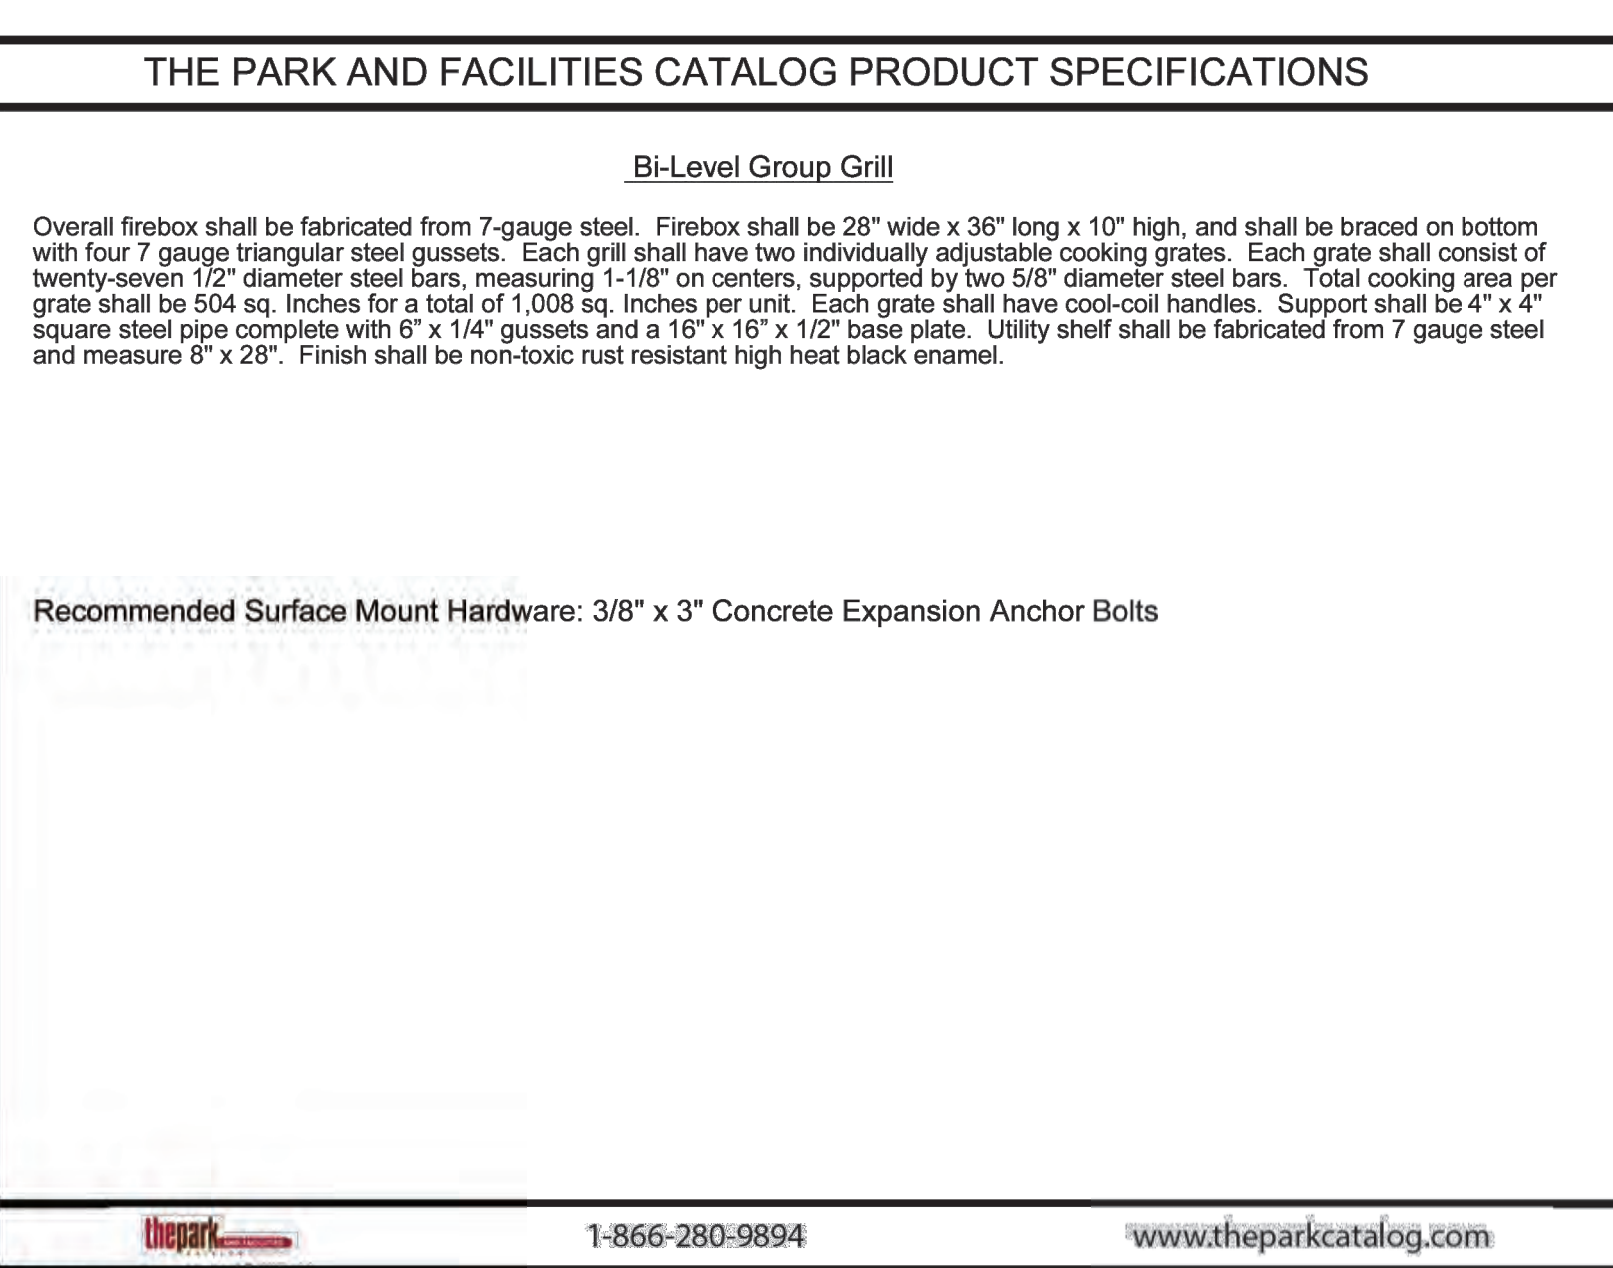 THE PARK AND FACILITIES CATALOG PRODUCT SPECIFICATIONS
Bi-Level Group Grill
Overall firebox shall be fabricated from 7-gauge steel.  Firebox shall be 28" wide x 36" long x 10" high, and shall be braced on bottom
with four 7 gauge triangular steel gussets.  Each grill shall have two individually adjustable cooking grates.  Each grate shall consist of
twenty-seven 1/2" diameter steel bars, measuring 1-1/8" on centers, supported by two 5/8" diameter steel bars.  Total cooking area per
grate shall be 504 sq. Inches for a total of 1,008 sq. Inches per unit.  Each grate shall have cool-coil handles.  Support shall be 4" x 4"
square steel pipe complete with 6” x 1/4" gussets and a 16" x 16” x 1/2" base plate.  Utility shelf shall be fabricated from 7 gauge steel
and measure 8" x 28".  Finish shall be non-toxic rust resistant high heat black enamel.
Recommended Surface Mount Hardware: 3/8" x 3" Concrete Expansion Anchor Bolts
thepark
1-866-280-9894
www.theparkcatalog.com